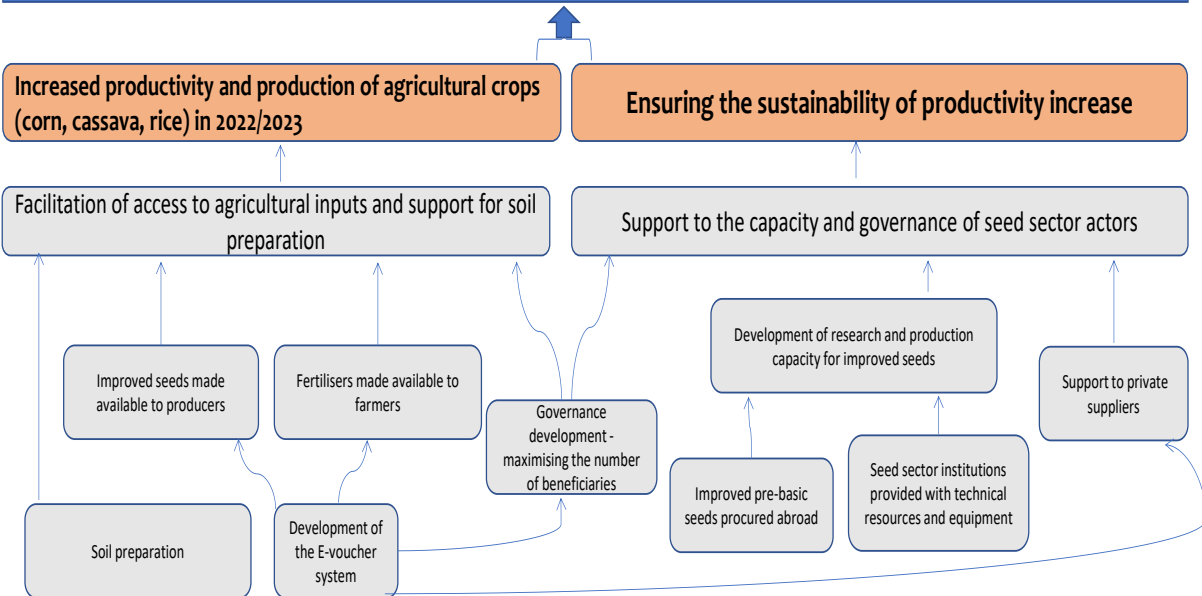 Increased productivity and production of agricultural crops
(corn, cassava, rice) in 2022/2023
Ensuring the sustainability of productivity increase
Facilitation of access to agricultural inputs and support for soil
preparation
Support to the capacity and governance of seed sector actors
Development of research and production
capacity for improved seeds
Improved seeds made
available to producers
Fertilisers made available to
farmers
Support to private
suppliers
Governance
development -
maximising the number
of beneficiaries
Improved pre-basic
seeds procured abroad
Seed sector institutions
provided with technical
resources and equipment
Soil preparation
Development of
the E-voucher
system